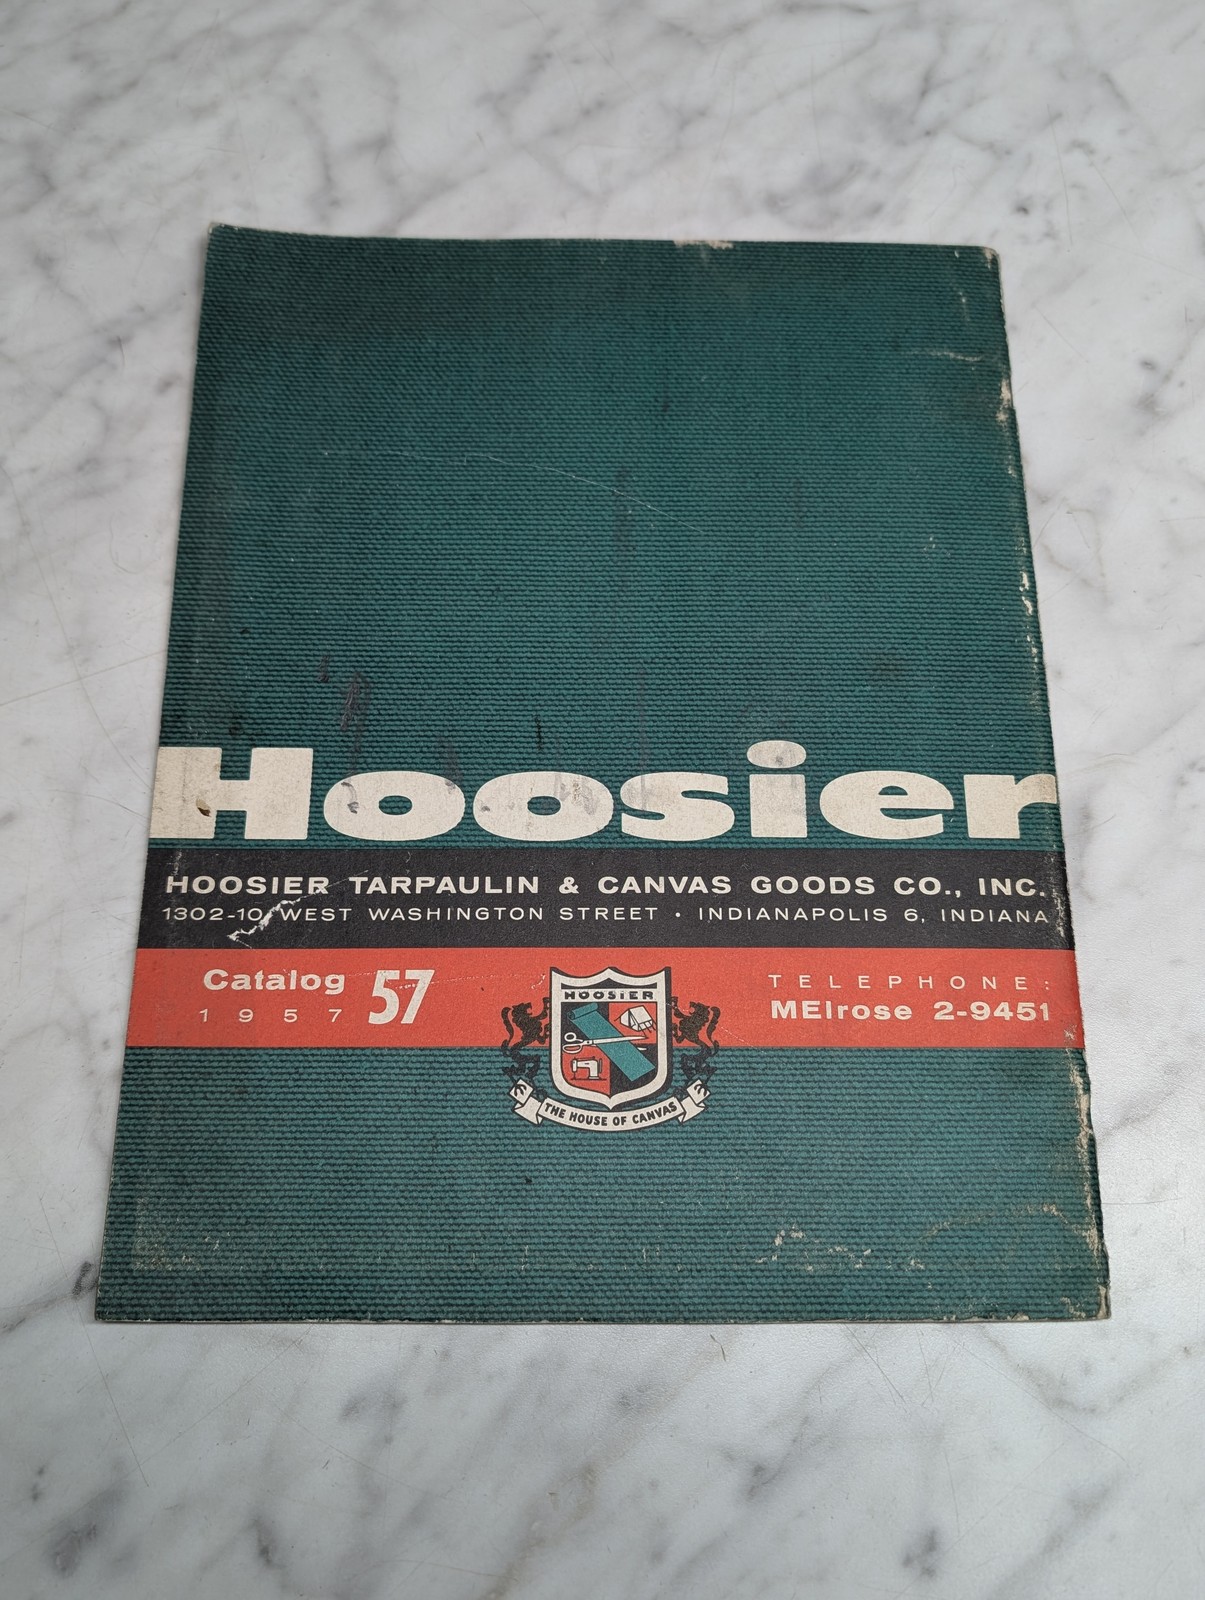 Hoosier
HOOSIER TARPAULIN & CANVAS GOODS CO., INC.
1302-10 WEST WASHINGTON STREET • INDIANAPOLIS 6, INDIANA
Catalog 57
1957
TELEPHONE:
MElrose 2-9451
HOOSIER
THE HOUSE OF CANVAS